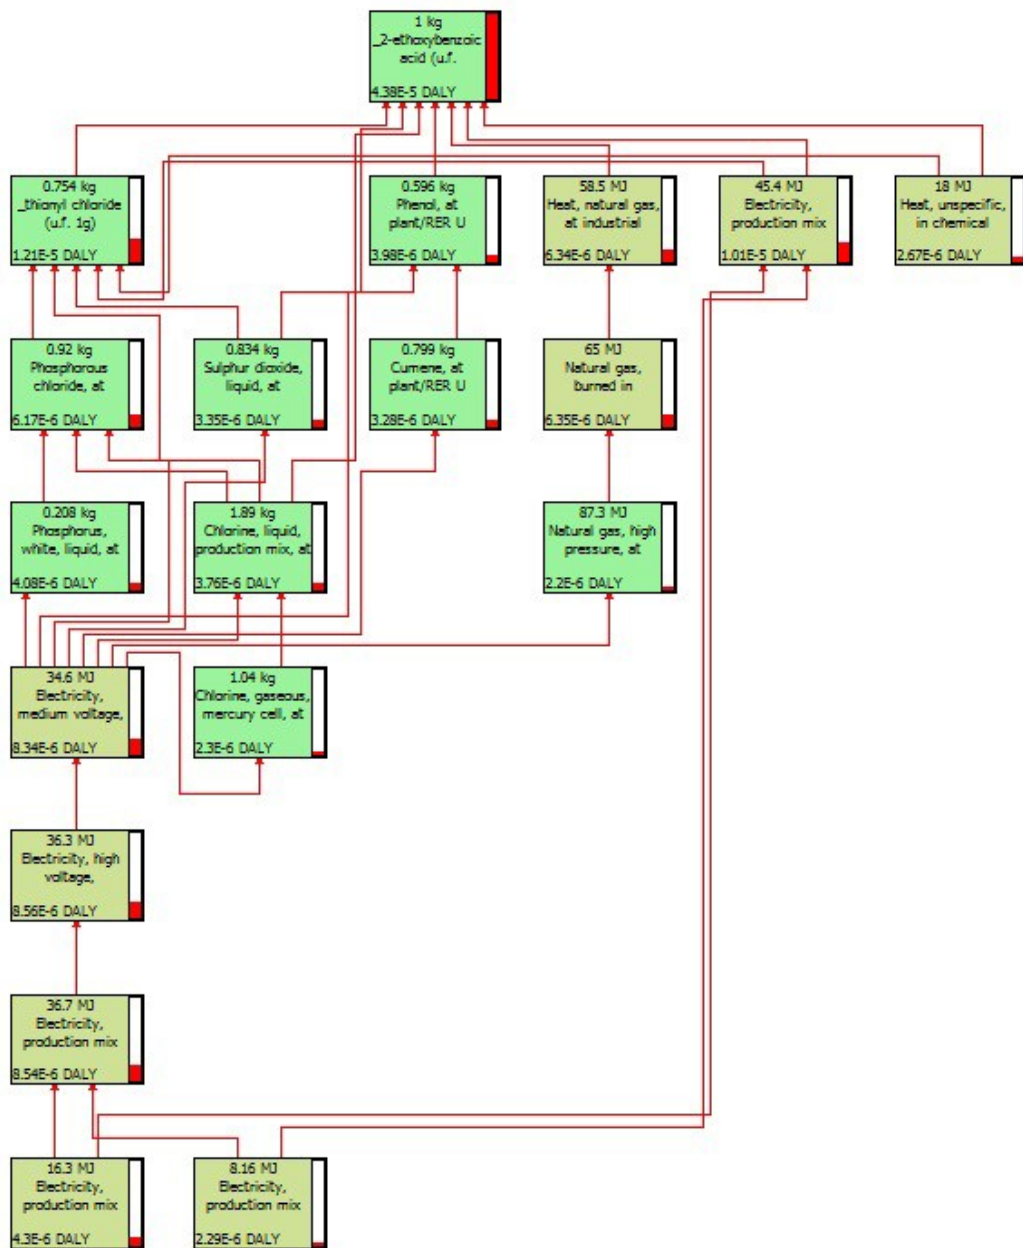 1 kg
_2-ethoxybenzoic
acid (u.f.
4.38E-5 DALY
0.754 kg
_thionyl chloride
(u.f. 1g)
1.21E-5 DALY
0.596 kg
Phenol, at
plant/RER U
3.98E-6 DALY
58.5 MJ
Heat, natural gas,
at industrial
6.34E-6 DALY
45.4 MJ
Electricity,
production mix
1.01E-5 DALY
18 MJ
Heat, unspecific,
in chemical
2.67E-6 DALY
0.92 kg
Phosphorous
chloride, at
6.17E-6 DALY
0.834 kg
Sulphur dioxide,
liquid, at
3.35E-6 DALY
0.799 kg
Cumene, at
plant/RER U
3.28E-6 DALY
65 MJ
Natural gas,
burned in
6.35E-6 DALY
0.208 kg
Phosphorus,
white, liquid, at
4.08E-6 DALY
1.89 kg
Chlorine, liquid,
production mix, at
3.76E-6 DALY
87.3 MJ
Natural gas, high
pressure, at
2.2E-6 DALY
34.6 MJ
Electricity,
medium voltage,
8.34E-6 DALY
1.04 kg
Chlorine, gaseous,
mercury cell, at
2.3E-6 DALY
36.3 MJ
Electricity, high
voltage,
8.56E-6 DALY
36.7 MJ
Electricity,
production mix
8.54E-6 DALY
16.3 MJ
Electricity,
production mix
4.3E-6 DALY
8.16 MJ
Electricity,
production mix
2.29E-6 DALY